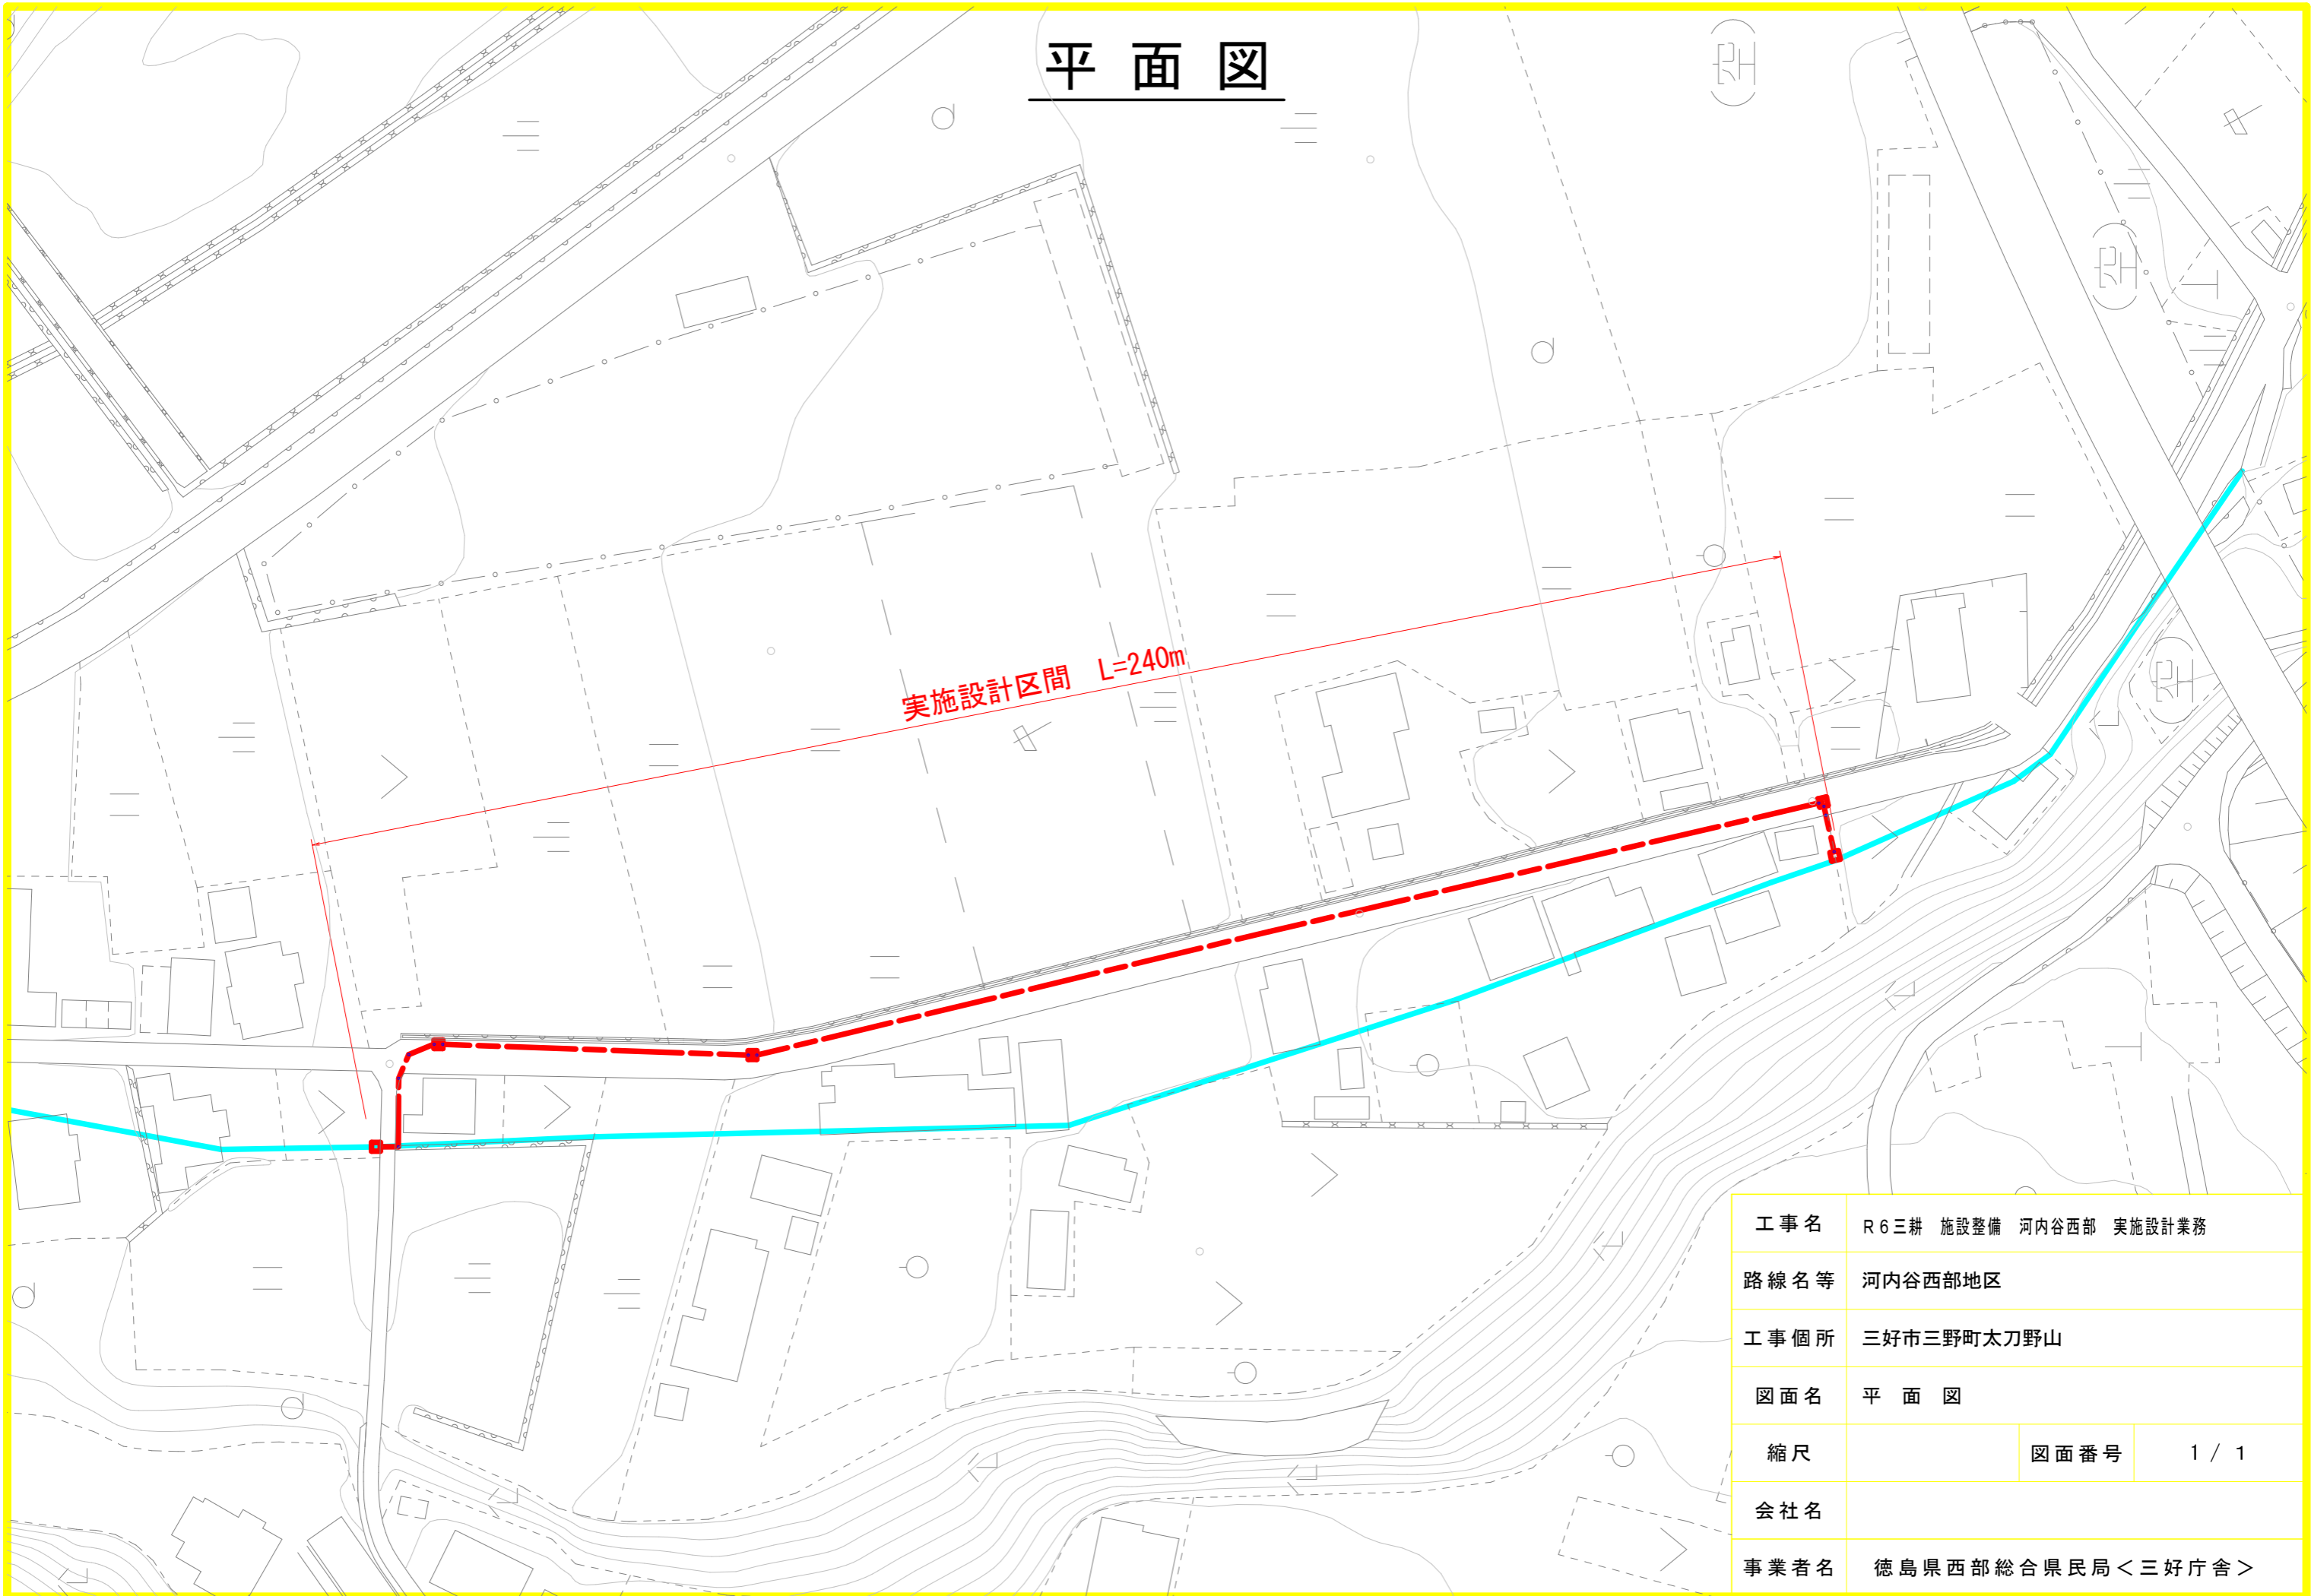 平 面 図
(空)
(空)
実施設計区間 L=240m
(空)
工事名 R6三耕 施設整備 河内谷西部 実施設計業務
路線名等 河内谷西部地区
工事個所 三好市三野町太刀野山
図面名 平 面 図
縮尺 図面番号 1 / 1
会社名
事業者名 徳島県西部総合県民局<三好庁舎>